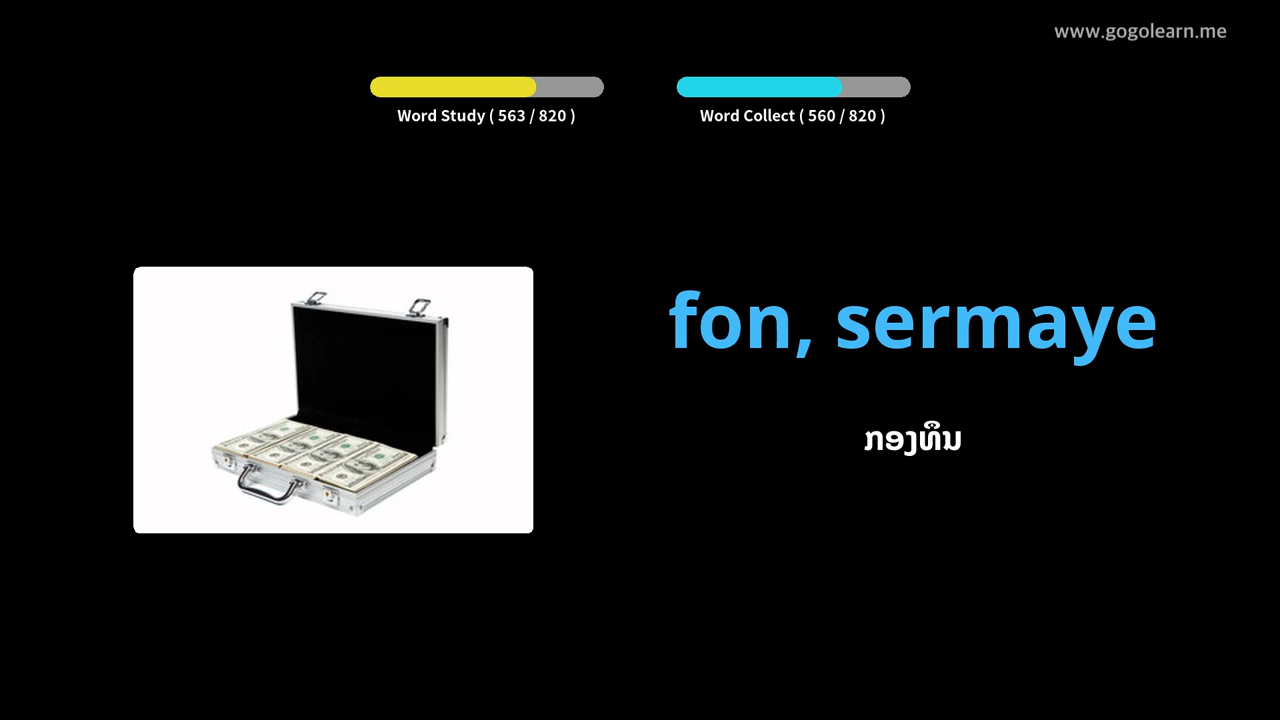 www.gogolearn.me
Word Study ( 563 / 820 )
Word Collect ( 560 / 820 )
fon, sermaye
ກອງທຶນ